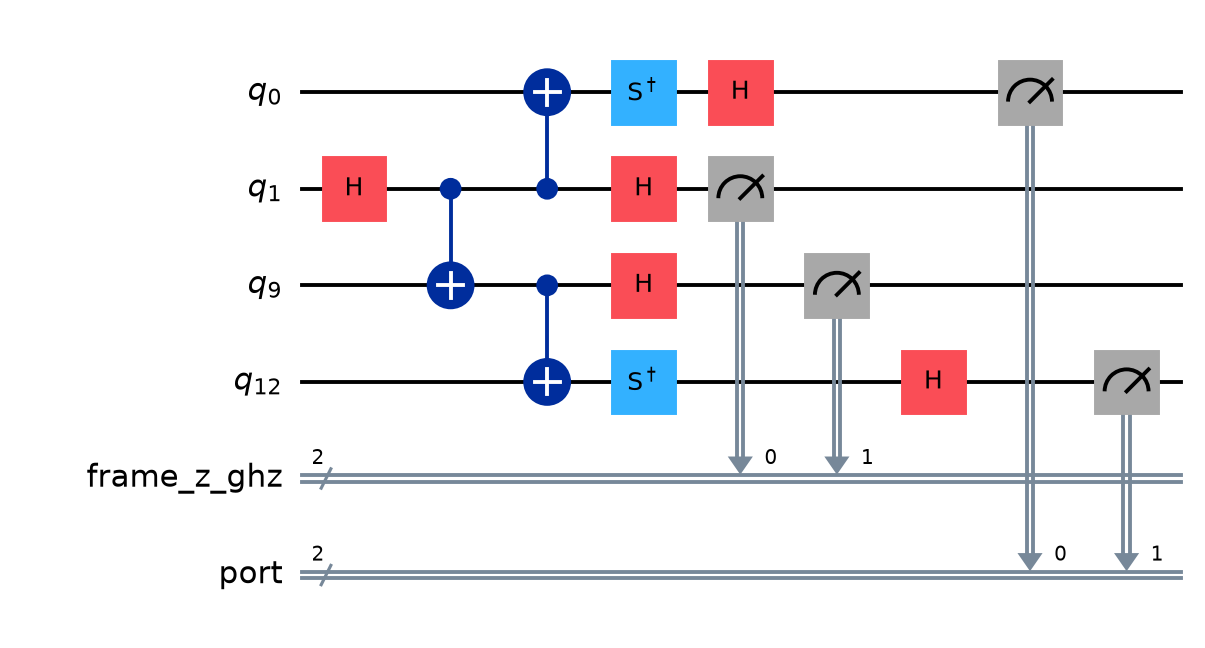 q0 S† H
q1 H H
q9 H
q12 S† H
frame_z_ghz 2 0 1
port 2 0 1